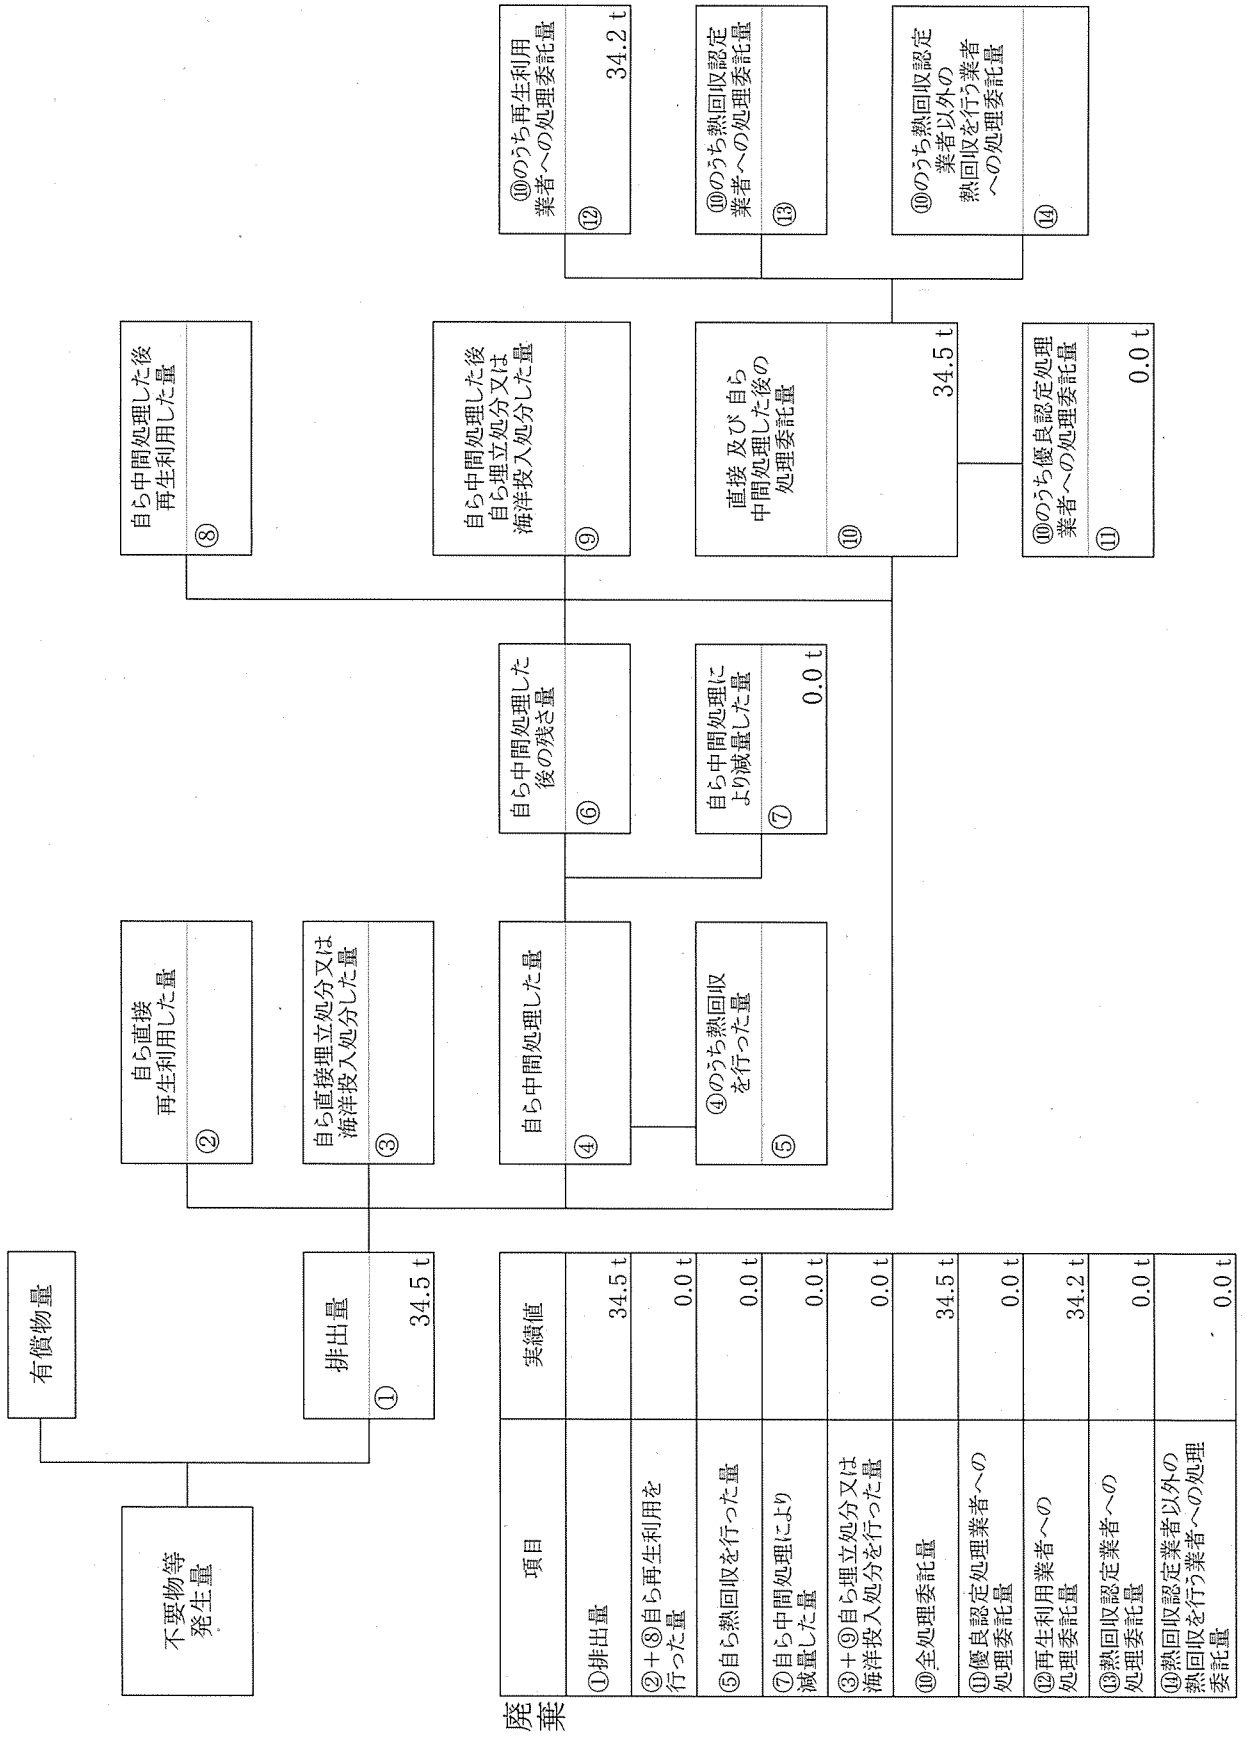 不要物等
発生量
有償物量
排出量
①
34.5 t
自ら直接
再生利用した量
②
自ら直接埋立処分又は
海洋投入処分した量
③
自ら中間処理した量
④
④のうち熱回収
を行った量
⑤
自ら中間処理した
後の残さ量
⑥
自ら中間処理に
より減量した量
⑦
0.0 t
自ら中間処理した後
再生利用した量
⑧
自ら中間処理した後
自ら埋立処分又は
海洋投入処分した量
⑨
直接 及び 自ら
中間処理した後の
処理委託量
⑩
34.5 t
⑩のうち優良認定処理
業者への処理委託量
⑪
0.0 t
⑩のうち再生利用
業者への処理委託量
⑫
34.2 t
⑩のうち熱回収認定
業者への処理委託量
⑬
⑩のうち熱回収認定
業者以外の
熱回収を行う業者
への処理委託量
⑭
廃
棄
項目 実績値
①排出量 34.5 t
②+⑧自ら再生利用を
行った量 0.0 t
⑤自ら熱回収を行った量 0.0 t
⑦自ら中間処理により
減量した量 0.0 t
③+⑨自ら埋立処分又は
海洋投入処分を行った量 0.0 t
⑩全処理委託量 34.5 t
⑪優良認定処理業者への
処理委託量 0.0 t
⑫再生利用業者への
処理委託量 34.2 t
⑬熱回収認定業者への
処理委託量 0.0 t
⑭熱回収認定業者以外の
熱回収を行う業者への処理
委託量 0.0 t